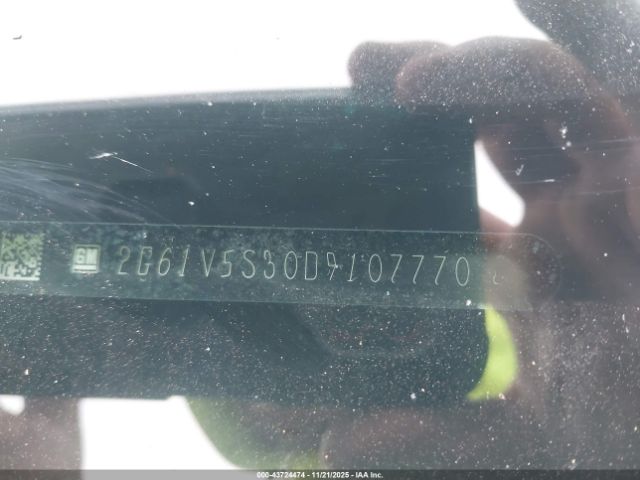 GM 2G61V5S30D9107770
000-43724474 | 11/21/2025 - IAA Inc.